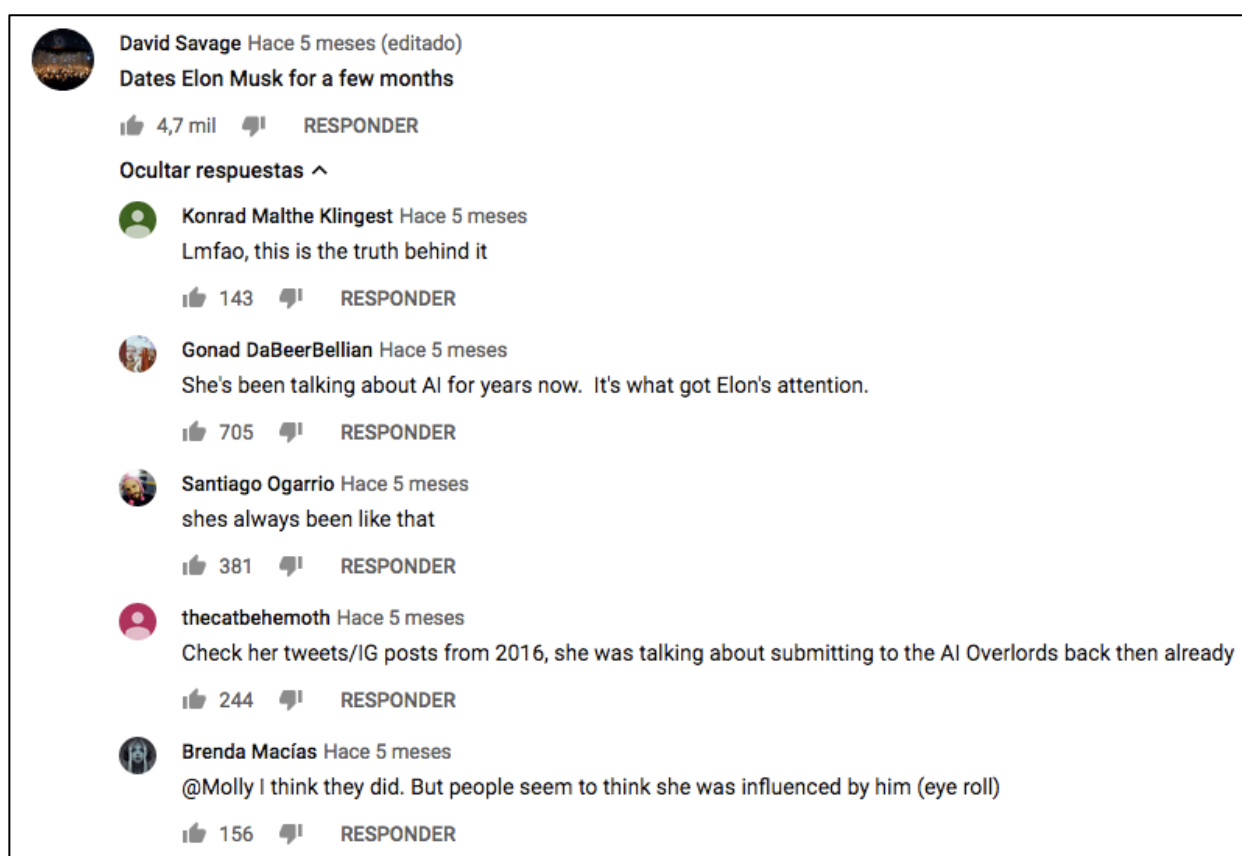 David Savage Hace 5 meses (editado)
Dates Elon Musk for a few months
4,7 mil RESPONDER
Ocultar respuestas
Konrad Malthe Klingest Hace 5 meses
Lmfao, this is the truth behind it
143 RESPONDER
Gonad DaBeerBellian Hace 5 meses
She's been talking about AI for years now.  It's what got Elon's attention.
705 RESPONDER
Santiago Ogarrio Hace 5 meses
shes always been like that
381 RESPONDER
thecatbehemoth Hace 5 meses
Check her tweets/IG posts from 2016, she was talking about submitting to the AI Overlords back then already
244 RESPONDER
Brenda Macías Hace 5 meses
@Molly I think they did. But people seem to think she was influenced by him (eye roll)
156 RESPONDER